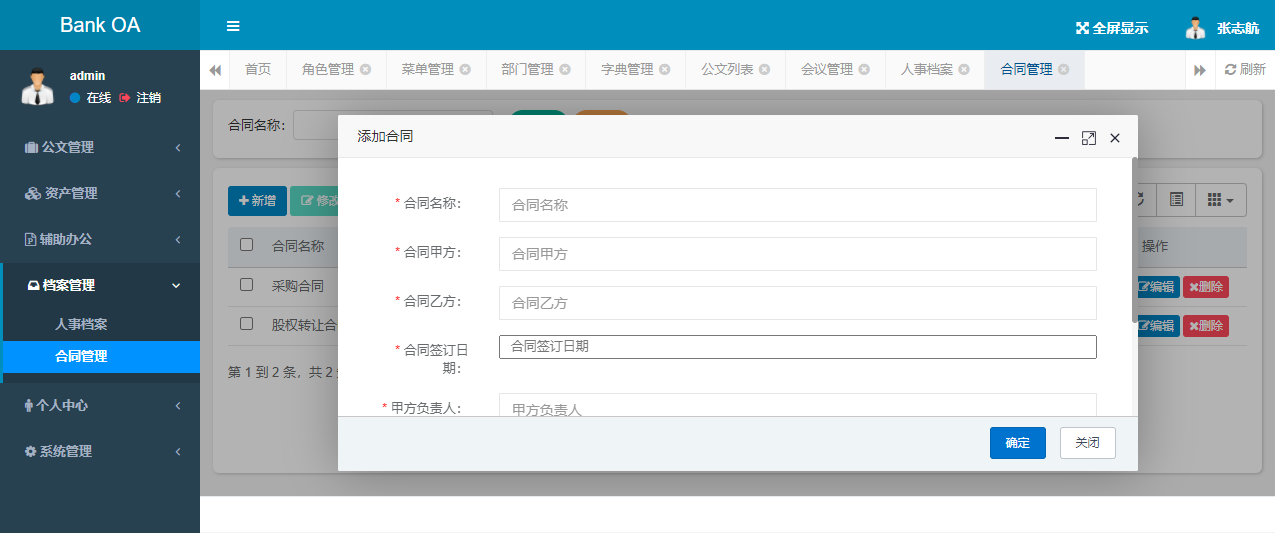 Bank OA
全屏显示
张志航
admin
在线
注销
首页
角色管理
菜单管理
部门管理
字典管理
公文列表
会议管理
人事档案
合同管理
刷新
公文管理
资产管理
辅助办公
档案管理
人事档案
合同管理
个人中心
系统管理
合同名称：
新增
修改
合同名称
操作
采购合同
编辑
删除
股权转让合
编辑
删除
第 1 到 2 条，共 2
添加合同
* 合同名称：
合同名称
* 合同甲方：
合同甲方
* 合同乙方：
合同乙方
* 合同签订日
期：
合同签订日期
* 甲方负责人：
甲方负责人
确定
关闭